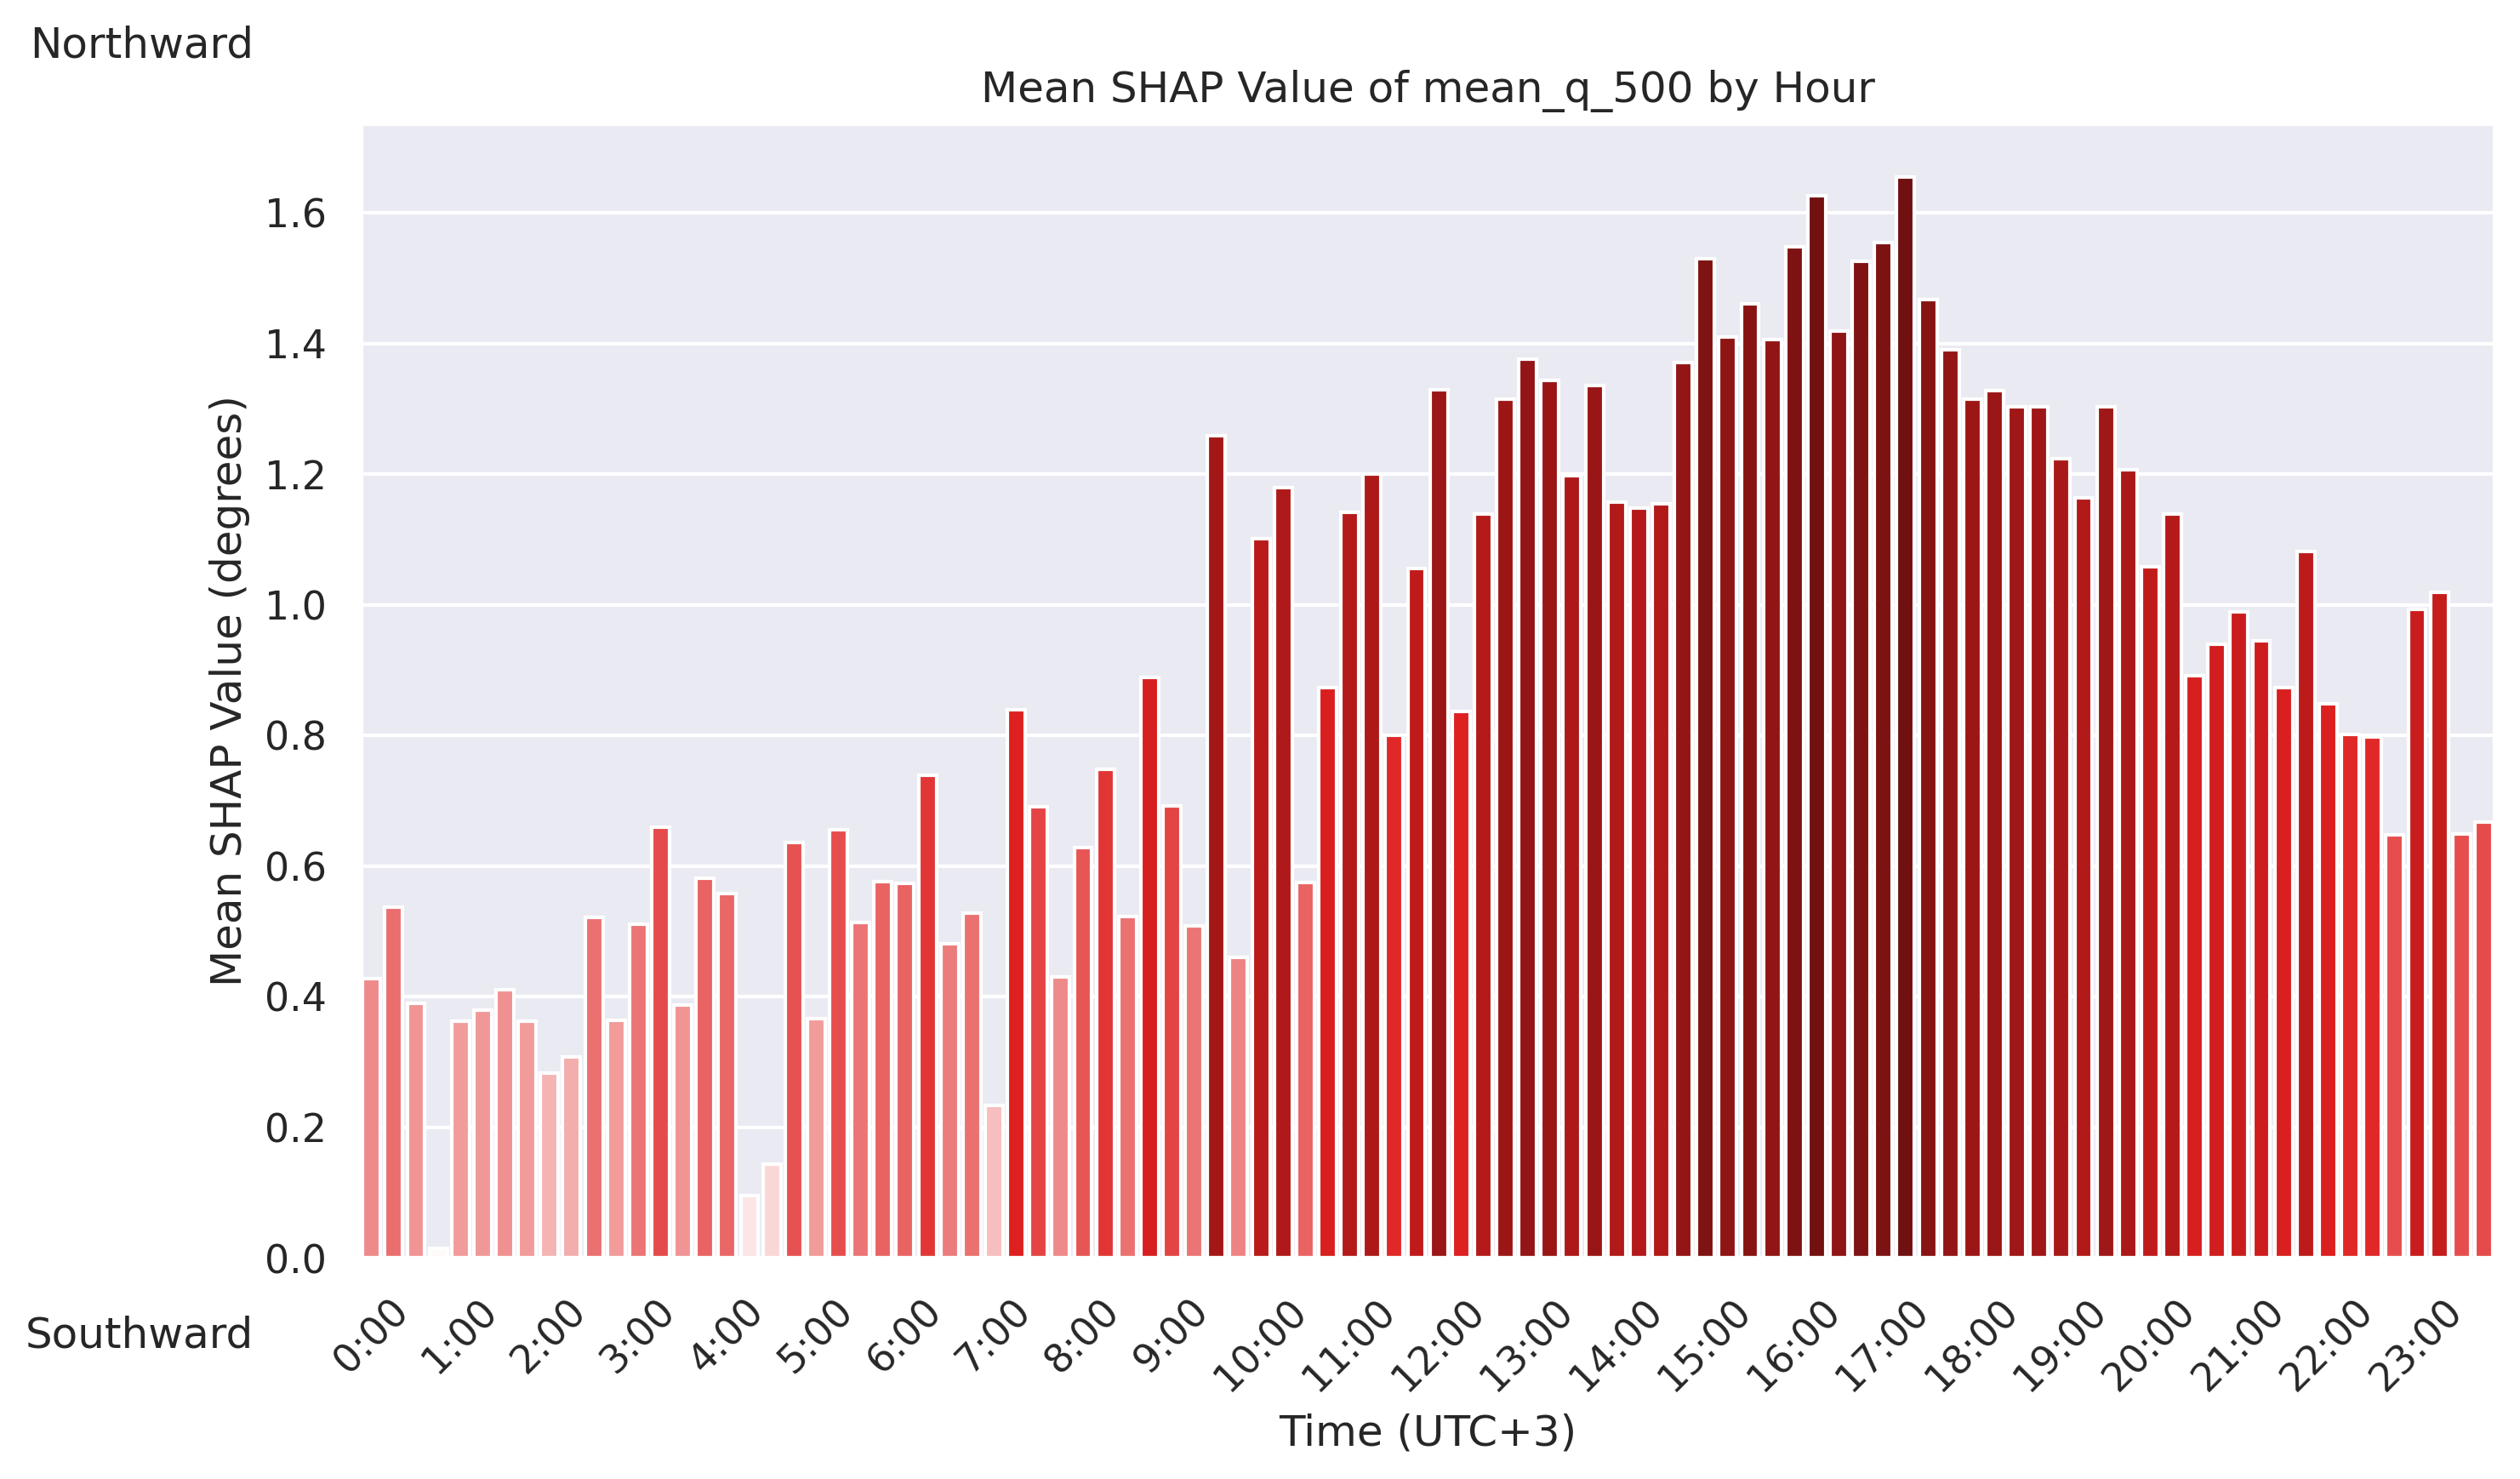 Northward
Mean SHAP Value of mean_q_500 by Hour
Mean SHAP Value (degrees)
1.6
1.4
1.2
1.0
0.8
0.6
0.4
0.2
0.0
Southward
0:00 1:00 2:00 3:00 4:00 5:00 6:00 7:00 8:00 9:00 10:00 11:00 12:00 13:00 14:00 15:00 16:00 17:00 18:00 19:00 20:00 21:00 22:00 23:00
Time (UTC+3)